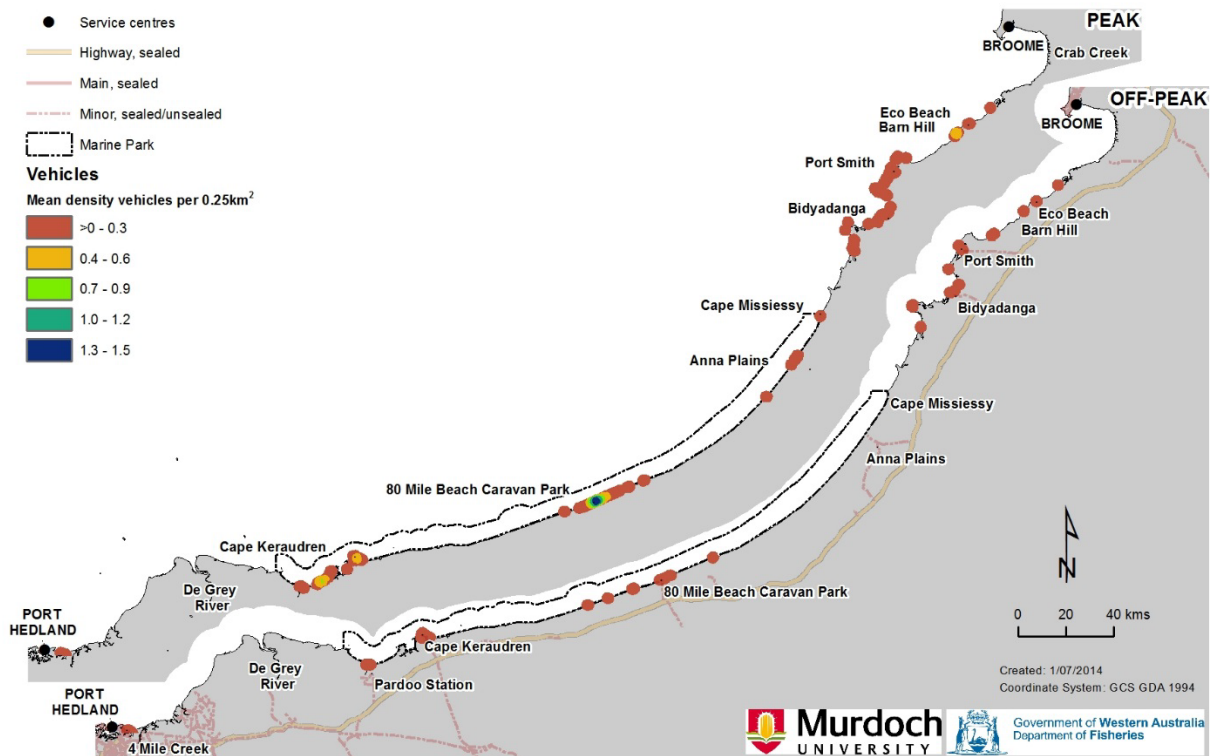 Service centres
Highway, sealed
Main, sealed
Minor, sealed/unsealed
Marine Park
Vehicles
Mean density vehicles per 0.25km²
>0 - 0.3
0.4 - 0.6
0.7 - 0.9
1.0 - 1.2
1.3 - 1.5
PEAK
BROOME
Crab Creek
Eco Beach
Barn Hill
Port Smith
Bidyadanga
Cape Missiessy
Anna Plains
80 Mile Beach Caravan Park
Cape Keraudren
De Grey
River
PORT
HEDLAND
OFF-PEAK
BROOME
Eco Beach
Barn Hill
Port Smith
Bidyadanga
Cape Missiessy
Anna Plains
80 Mile Beach Caravan Park
Cape Keraudren
Pardoo Station
De Grey
River
PORT
HEDLAND
4 Mile Creek
N
0 20 40 kms
Created: 1/07/2014
Coordinate System: GCS GDA 1994
Murdoch
UNIVERSITY
Government of Western Australia
Department of Fisheries